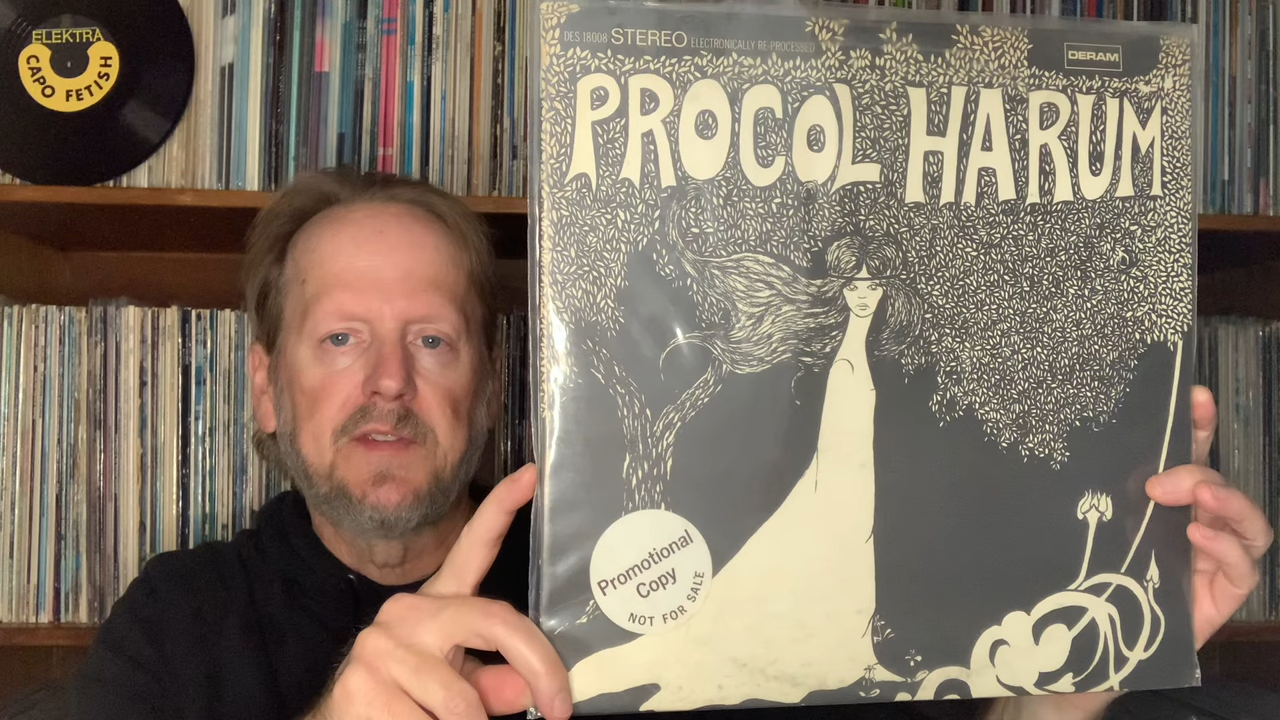 ELEKTRA
CAPO FETISH
DES 18008 STEREO ELECTRONICALLY RE-PROCESSED
DERAM
PROCOL HARUM
Promotional
Copy
NOT FOR SALE